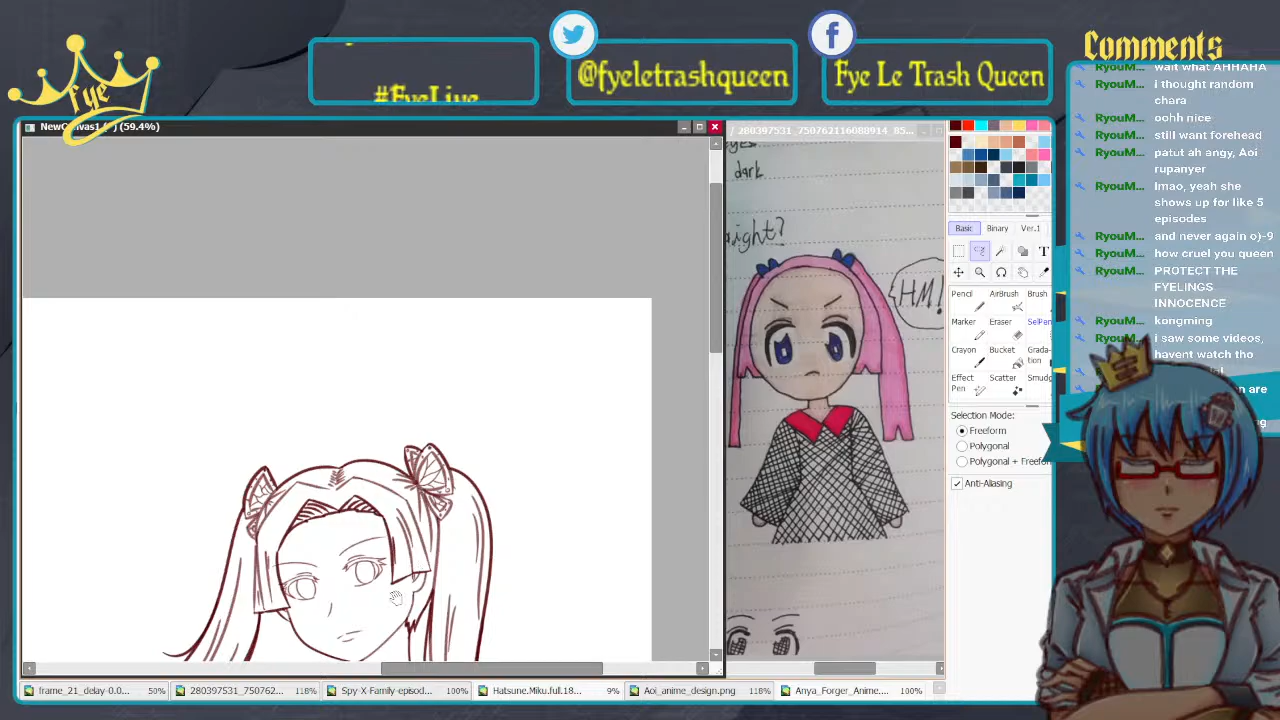 fye
#FyeLive
@fyeletrashqueen
Fye Le Trash Queen
Comments
wait what AHHAHA
i thought random
chara
RyouM... oohh nice
RyouM... still want forehead
RyouM... patut ah angy, Aoi
rupanyer
RyouM... lmao, yeah she
shows up for like 5
episodes
RyouM... and never again o)-9
RyouM... how cruel you queen
RyouM... PROTECT THE
FYELINGS
INNOCENCE
RyouM... kongming
RyouM... i saw some videos,
havent watch tho
(59.4%)
/ 280397531_750762116088914_85...
dark
HM!
Basic Binary Ver.1
T
Pencil AirBrush Brush
Marker Eraser SelPen
Crayon Bucket Grada-
tion
Effect
Pen Scatter Smudg
Selection Mode:
Freeform
Polygonal
Polygonal + Freeform
Anti-Aliasing
frame_21_delay-0.0... 50%
280397531_750762... 118%
Spy X-Family-episod... 100%
Hatsune.Miku.full.18... 9%
Aoi_anime_design.png 118%
Anya_Forger_Anime... 100%